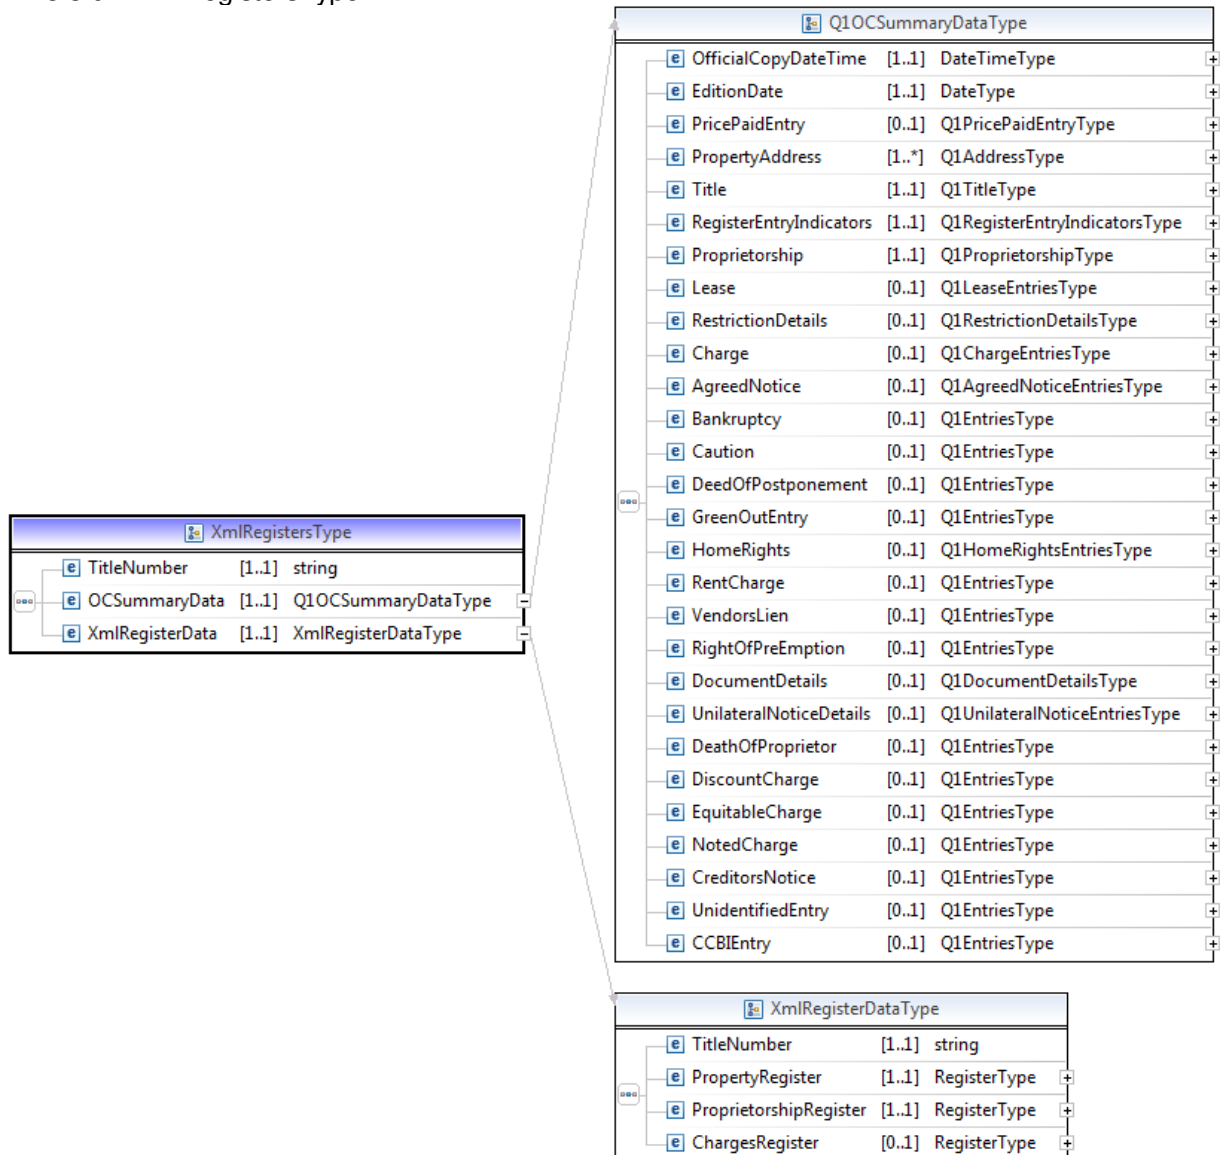 XmlRegistersType
TitleNumber [1..1] string
OCSummaryData [1..1] Q1OCSummaryDataType
XmlRegisterData [1..1] XmlRegisterDataType
Q1OCSummaryDataType
OfficialCopyDateTime [1..1] DateTimeType
EditionDate [1..1] DateType
PricePaidEntry [0..1] Q1PricePaidEntryType
PropertyAddress [1..*] Q1AddressType
Title [1..1] Q1TitleType
RegisterEntryIndicators [1..1] Q1RegisterEntryIndicatorsType
Proprietorship [1..1] Q1ProprietorshipType
Lease [0..1] Q1LeaseEntriesType
RestrictionDetails [0..1] Q1RestrictionDetailsType
Charge [0..1] Q1ChargeEntriesType
AgreedNotice [0..1] Q1AgreedNoticeEntriesType
Bankruptcy [0..1] Q1EntriesType
Caution [0..1] Q1EntriesType
DeedOfPostponement [0..1] Q1EntriesType
GreenOutEntry [0..1] Q1EntriesType
HomeRights [0..1] Q1HomeRightsEntriesType
RentCharge [0..1] Q1EntriesType
VendorsLien [0..1] Q1EntriesType
RightOfPreEmption [0..1] Q1EntriesType
DocumentDetails [0..1] Q1DocumentDetailsType
UnilateralNoticeDetails [0..1] Q1UnilateralNoticeEntriesType
DeathOfProprietor [0..1] Q1EntriesType
DiscountCharge [0..1] Q1EntriesType
EquitableCharge [0..1] Q1EntriesType
NotedCharge [0..1] Q1EntriesType
CreditorsNotice [0..1] Q1EntriesType
UnidentifiedEntry [0..1] Q1EntriesType
CCBIEntry [0..1] Q1EntriesType
XmlRegisterDataType
TitleNumber [1..1] string
PropertyRegister [1..1] RegisterType
ProprietorshipRegister [1..1] RegisterType
ChargesRegister [0..1] RegisterType